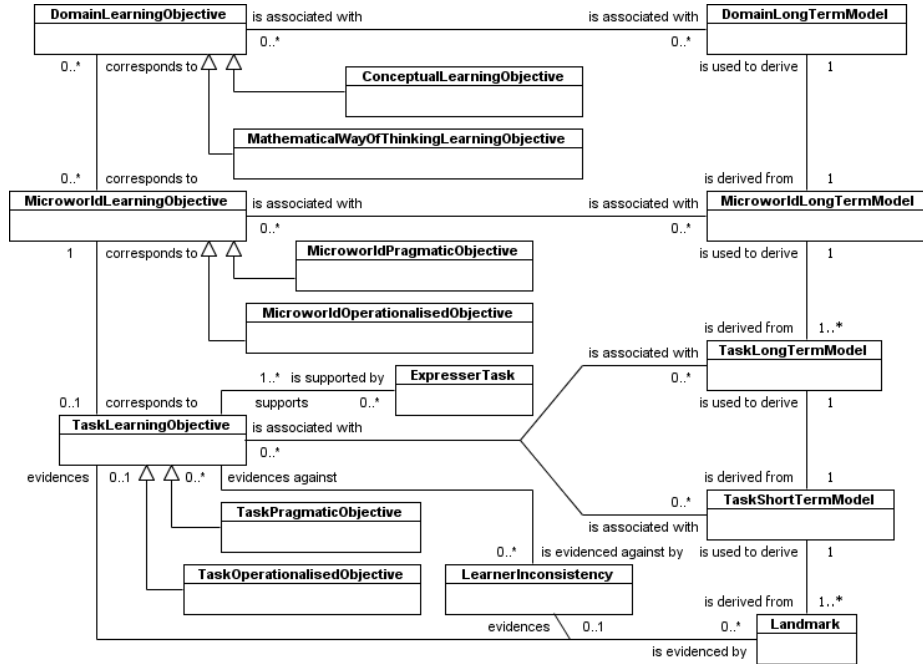 DomainLearningObjective
is associated with
is associated with
DomainLongTermModel
0..*
0..*
0..*
corresponds to
is used to derive
1
ConceptualLearningObjective
MathematicalWayOfThinkingLearningObjective
0..*
corresponds to
is derived from
1
MicroworldLearningObjective
is associated with
is associated with
MicroworldLongTermModel
0..*
0..*
1
corresponds to
is used to derive
1
MicroworldPragmaticObjective
MicroworldOperationalisedObjective
is derived from
1..*
is associated with
TaskLongTermModel
1..*
is supported by
ExpresserTask
0..*
0..1
corresponds to
supports
0..*
is used to derive
1
TaskLearningObjective
is associated with
0..*
evidences
0..1
0..*
evidences against
is derived from
1
0..*
TaskShortTermModel
TaskPragmaticObjective
is associated with
0..*
is evidenced against by
is used to derive
1
TaskOperationalisedObjective
LearnerInconsistency
is derived from
1..*
evidences
0..1
0..*
Landmark
is evidenced by